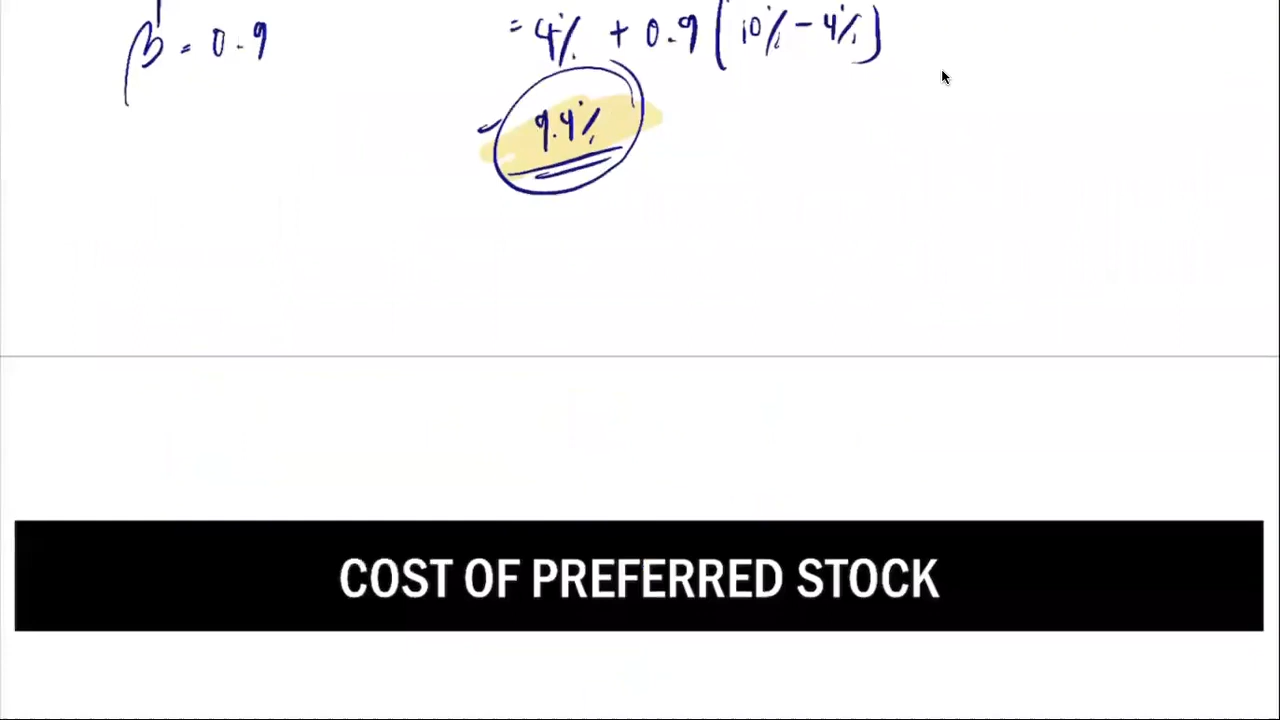 β = 0.9 = 4% + 0.9 [10% - 4%]
= 9.4%
COST OF PREFERRED STOCK